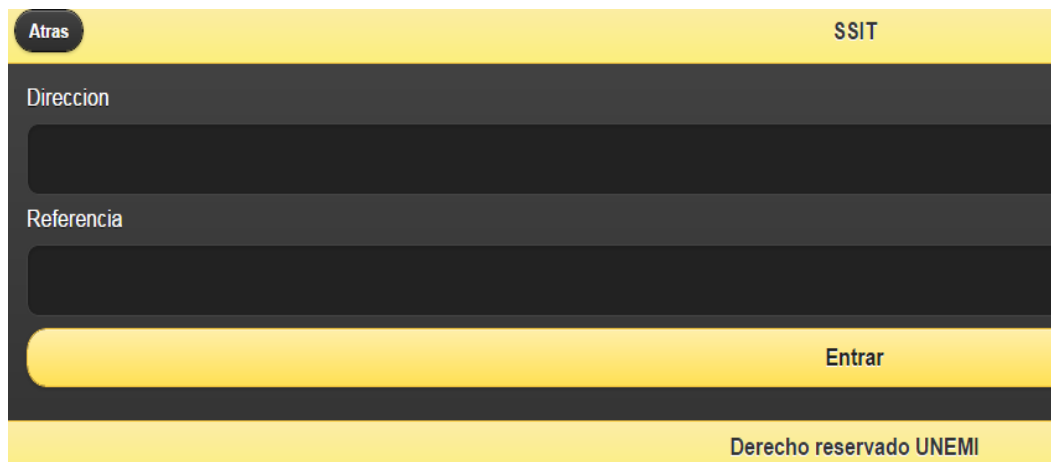 Atras
SSIT
Direccion
Referencia
Entrar
Derecho reservado UNEMI